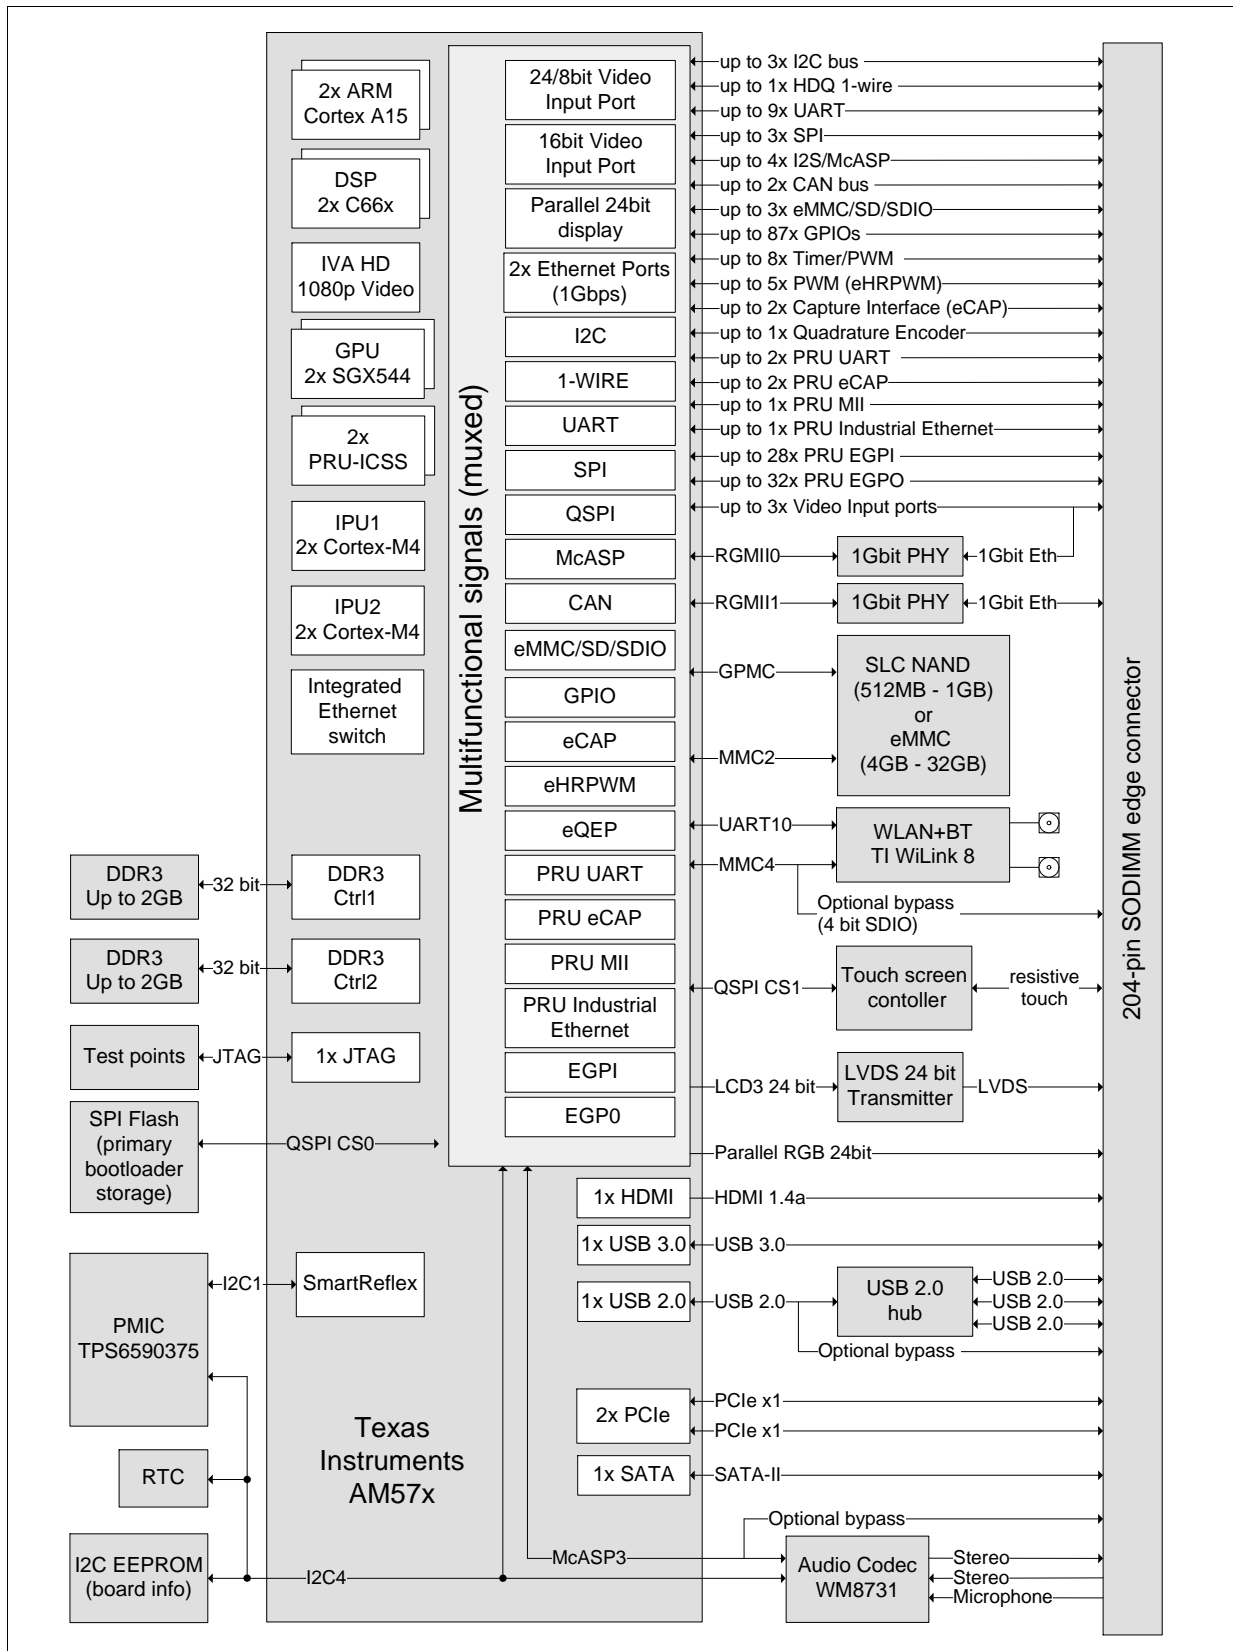 2x ARM
Cortex A15
DSP
2x C66x
IVA HD
1080p Video
GPU
2x SGX544
2x
PRU-ICSS
IPU1
2x Cortex-M4
IPU2
2x Cortex-M4
Integrated
Ethernet
switch
DDR3
Up to 2GB
32 bit
DDR3
Ctrl1
DDR3
Up to 2GB
32 bit
DDR3
Ctrl2
Test points
JTAG
1x JTAG
SPI Flash
(primary
bootloader
storage)
QSPI CS0
PMIC
TPS6590375
I2C1
SmartReflex
RTC
I2C EEPROM
(board info)
I2C4
Texas
Instruments
AM57x
Multifunctional signals (muxed)
24/8bit Video
Input Port
16bit Video
Input Port
Parallel 24bit
display
2x Ethernet Ports
(1Gbps)
I2C
1-WIRE
UART
SPI
QSPI
McASP
CAN
eMMC/SD/SDIO
GPIO
eCAP
eHRPWM
eQEP
PRU UART
PRU eCAP
PRU MII
PRU Industrial
Ethernet
EGPI
EGP0
1x HDMI
1x USB 3.0
1x USB 2.0
2x PCIe
1x SATA
McASP3
up to 3x I2C bus
up to 1x HDQ 1-wire
up to 9x UART
up to 3x SPI
up to 4x I2S/McASP
up to 2x CAN bus
up to 3x eMMC/SD/SDIO
up to 87x GPIOs
up to 8x Timer/PWM
up to 5x PWM (eHRPWM)
up to 2x Capture Interface (eCAP)
up to 1x Quadrature Encoder
up to 2x PRU UART
up to 2x PRU eCAP
up to 1x PRU MII
up to 1x PRU Industrial Ethernet
up to 28x PRU EGPI
up to 32x PRU EGPO
up to 3x Video Input ports
RGMII0
1Gbit PHY
1Gbit Eth
RGMII1
1Gbit PHY
1Gbit Eth
GPMC
MMC2
SLC NAND
(512MB - 1GB)
or
eMMC
(4GB - 32GB)
UART10
MMC4
WLAN+BT
TI WiLink 8
Optional bypass
(4 bit SDIO)
QSPI CS1
Touch screen
contoller
resistive
touch
LCD3 24 bit
LVDS 24 bit
Transmitter
LVDS
Parallel RGB 24bit
HDMI 1.4a
USB 3.0
USB 2.0
USB 2.0
hub
USB 2.0
USB 2.0
USB 2.0
Optional bypass
PCIe x1
PCIe x1
SATA-II
Optional bypass
Audio Codec
WM8731
Stereo
Stereo
Microphone
204-pin SODIMM edge connector